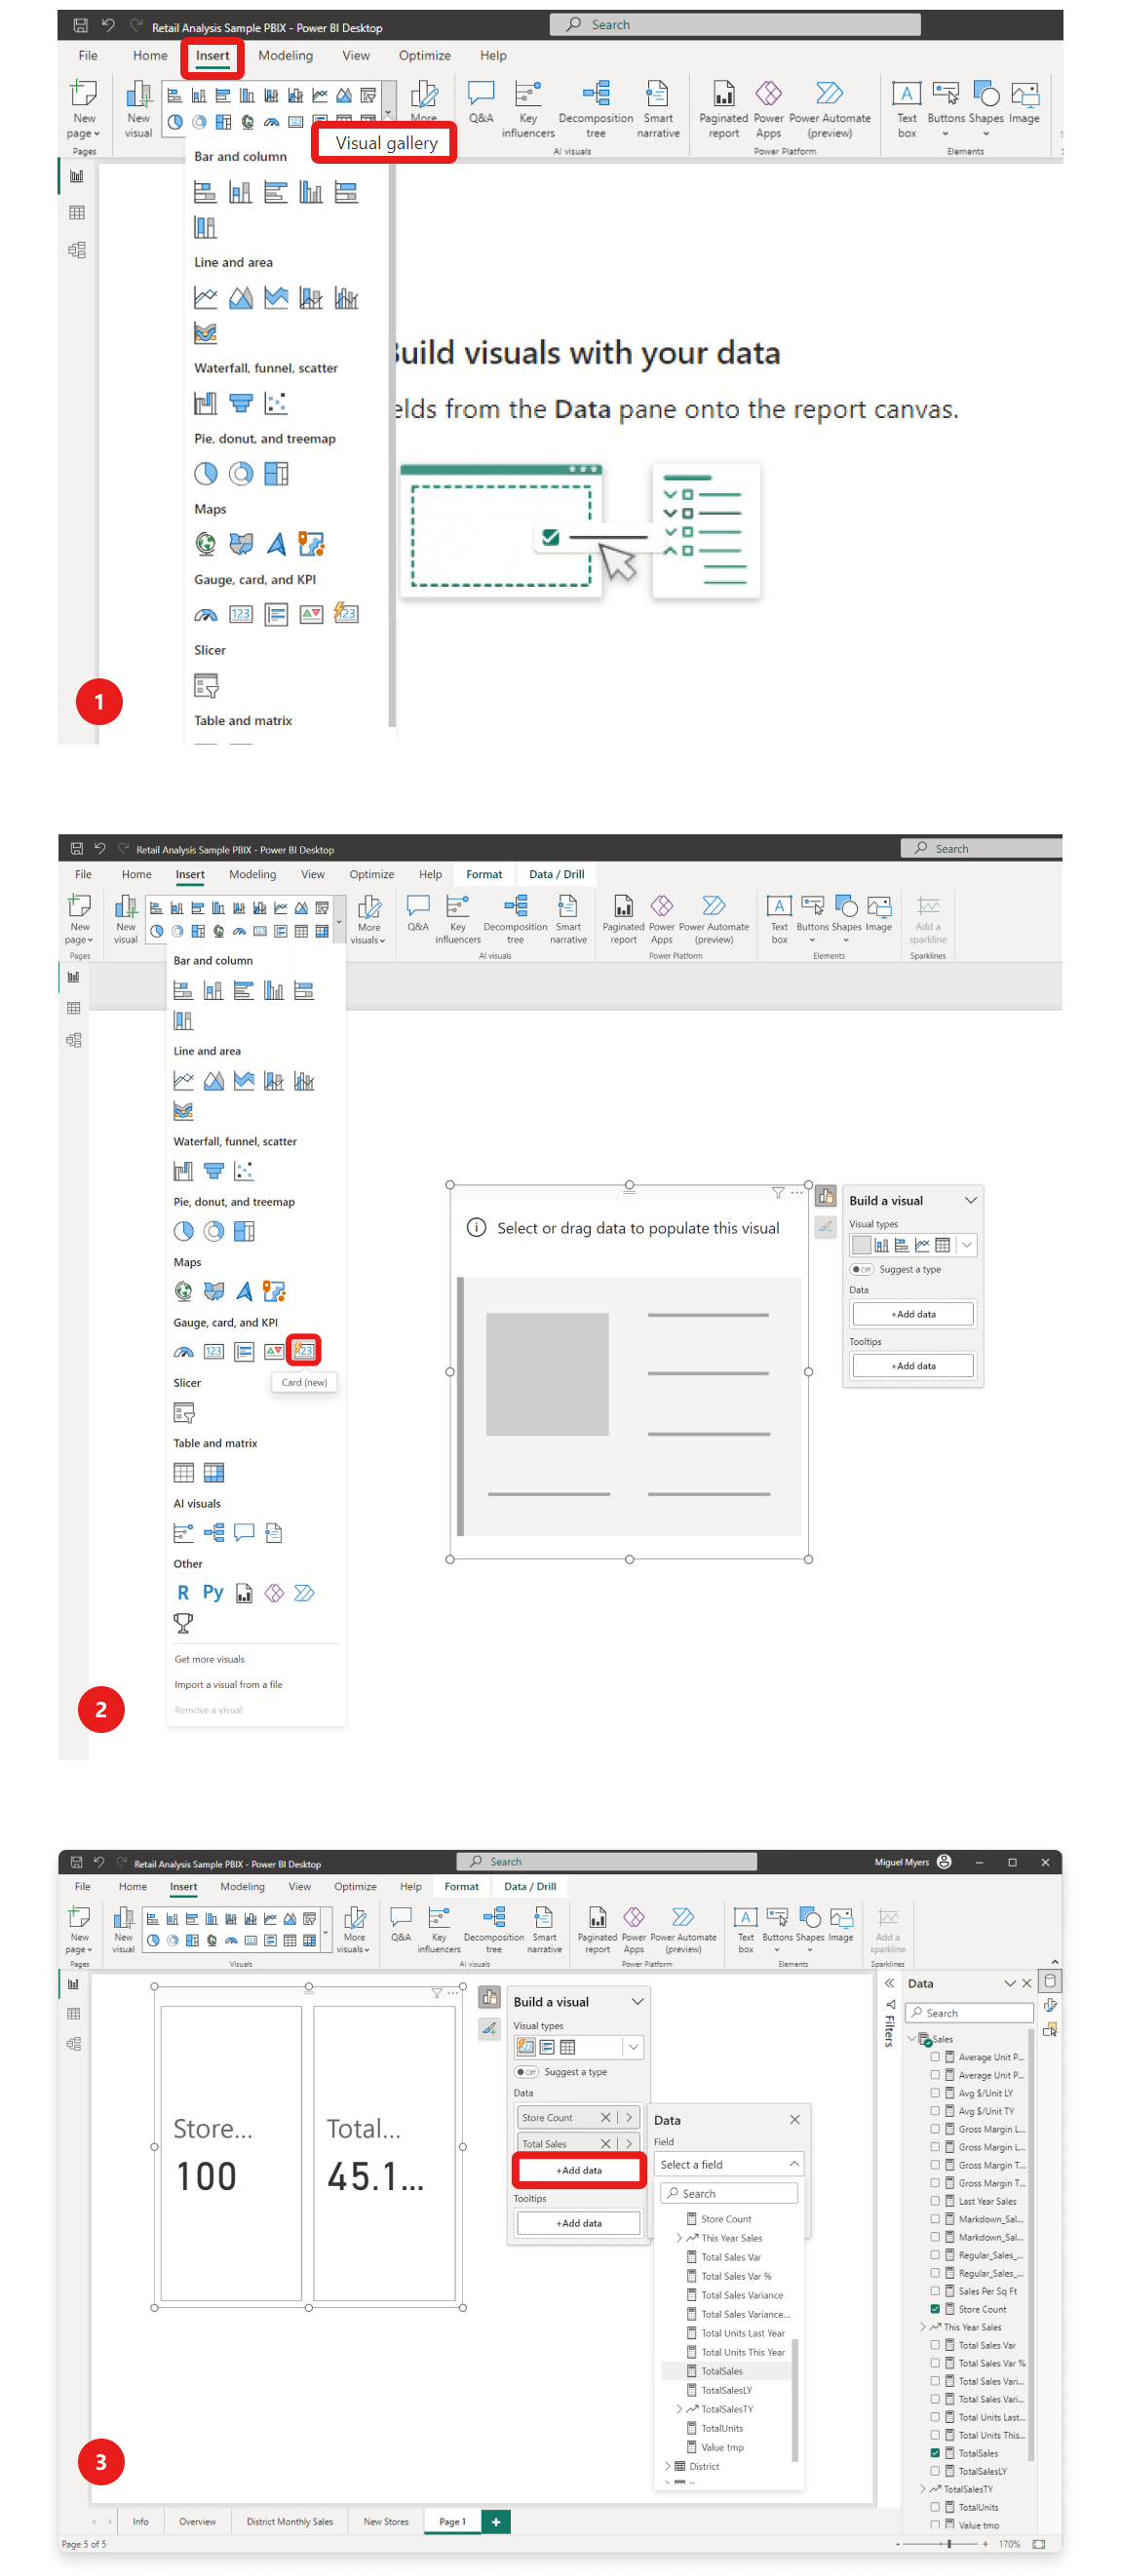 Retail Analysis Sample PBIX - Power BI Desktop
Search
File Home Insert Modeling View Optimize Help
New page
New visual
More
Q&A
Key influencers
Decomposition tree
Smart narrative
Paginated report
Power Apps
Power Automate (preview)
Text box
Buttons
Shapes
Image
Pages
AI visuals
Power Platform
Elements
Visual gallery
Bar and column
Line and area
Waterfall, funnel, scatter
Pie, donut, and treemap
Maps
Gauge, card, and KPI
123
123
Slicer
Table and matrix
Build visuals with your data
elds from the Data pane onto the report canvas.
1
Retail Analysis Sample PBIX - Power BI Desktop
Search
File Home Insert Modeling View Optimize Help Format Data / Drill
New page
New visual
More visuals
Q&A
Key influencers
Decomposition tree
Smart narrative
Paginated report
Power Apps
Power Automate (preview)
Text box
Buttons
Shapes
Image
Add a sparkline
Pages
AI visuals
Power Platform
Elements
Sparklines
Bar and column
Line and area
Waterfall, funnel, scatter
Pie, donut, and treemap
Maps
Gauge, card, and KPI
123
123
Card (new)
Slicer
Table and matrix
AI visuals
Other
R Py
Get more visuals
Import a visual from a file
Remove a visual
Select or drag data to populate this visual
Build a visual
Visual types
Off Suggest a type
Data
+Add data
Tooltips
+Add data
2
Retail Analysis Sample PBIX - Power BI Desktop
Search
Miguel Myers
File Home Insert Modeling View Optimize Help Format Data / Drill
New page
New visual
More visuals
Q&A
Key influencers
Decomposition tree
Smart narrative
Paginated report
Power Apps
Power Automate (preview)
Text box
Buttons
Shapes
Image
Add a sparkline
Pages
Visuals
AI visuals
Power Platform
Elements
Sparklines
Store...
100
Total...
45.1...
Build a visual
Visual types
Off Suggest a type
Data
Store Count
Total Sales
+Add data
Tooltips
+Add data
Data
Field
Select a field
Search
Store Count
This Year Sales
Total Sales Var
Total Sales Var %
Total Sales Variance
Total Sales Variance...
Total Units Last Year
Total Units This Year
TotalSales
TotalSalesLY
TotalSalesTY
TotalUnits
Value tmp
District
Filters
Data
Search
Sales
Average Unit P...
Average Unit P...
Avg $/Unit LY
Avg $/Unit TY
Gross Margin L...
Gross Margin L...
Gross Margin T...
Gross Margin T...
Last Year Sales
Markdown_Sal...
Markdown_Sal...
Regular_Sales_...
Regular_Sales_...
Sales Per Sq Ft
Store Count
This Year Sales
Total Sales Var
Total Sales Var %
Total Sales Vari...
Total Sales Vari...
Total Units Last...
Total Units This...
TotalSales
TotalSalesLY
TotalSalesTY
TotalUnits
Value tmp
3
Info Overview District Monthly Sales New Stores Page 1 +
Page 5 of 5
- + 170%